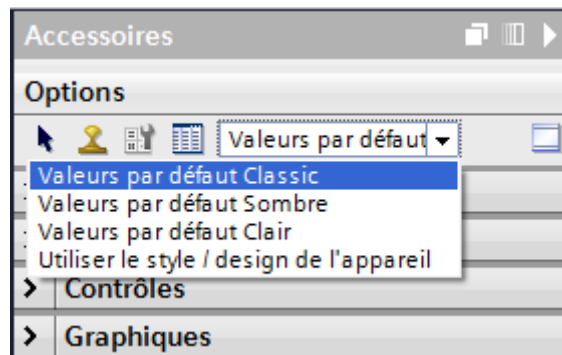 Accessoires
Options
Valeurs par défaut
Valeurs par défaut Classic
Valeurs par défaut Sombre
Valeurs par défaut Clair
Utiliser le style / design de l'appareil
Contrôles
Graphiques